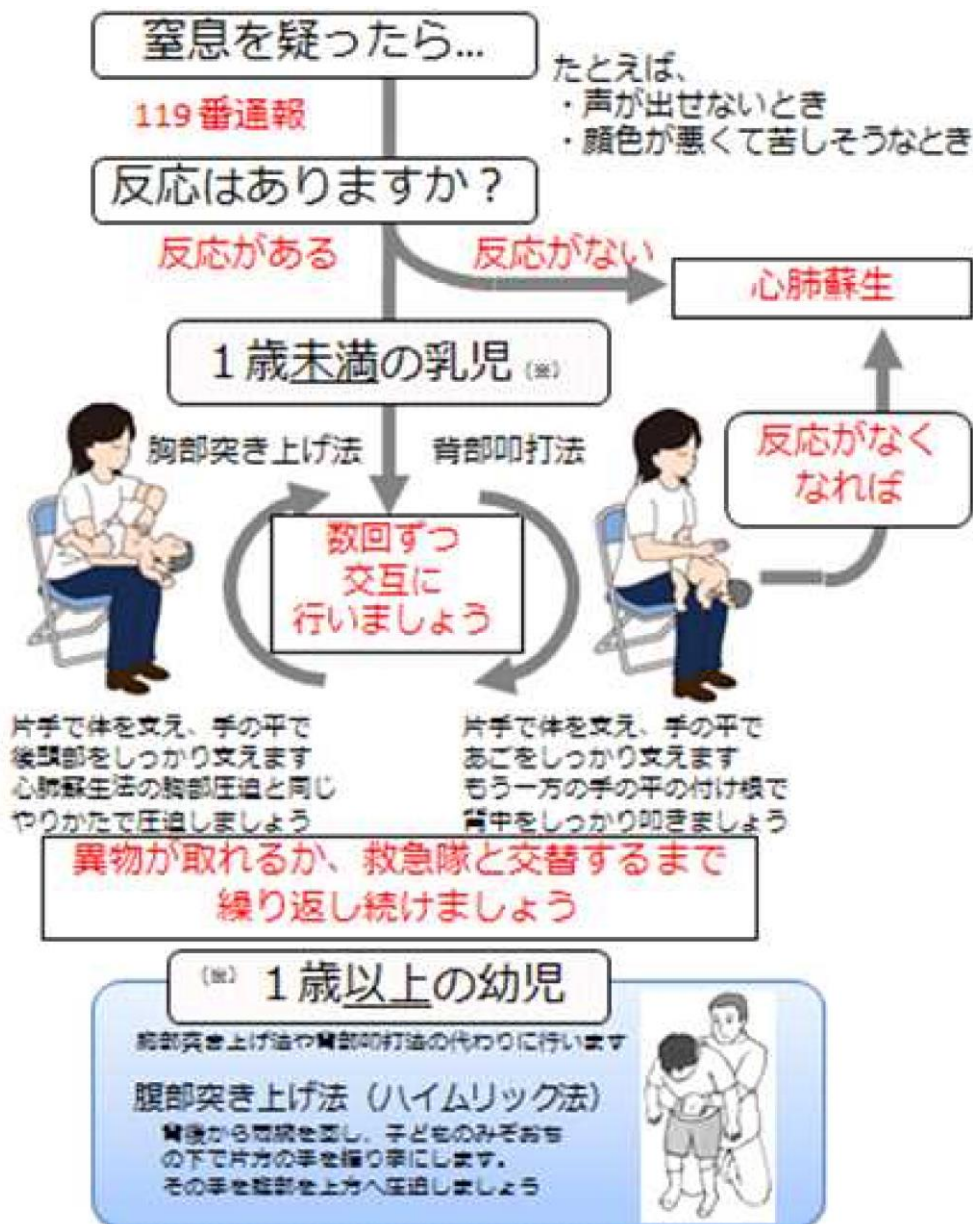 窒息を疑ったら...
119番通報
たとえば、
・声が出せないとき
・顔色が悪くて苦しそうなとき
反応はありますか？
反応がある
反応がない
心肺蘇生
１歳未満の乳児（※）
胸部突き上げ法
背部叩打法
反応がなく
なれば
数回ずつ
交互に
行いましょう
片手で体を支え、手の平で
後頭部をしっかり支えます
心肺蘇生法の胸部圧迫と同じ
やりかたで圧迫しましょう
片手で体を支え、手の平で
あごをしっかり支えます
もう一方の手の平の付け根で
背中をしっかり叩きましょう
異物が取れるか、救急隊と交替するまで
繰り返し続けましょう
（※）１歳以上の幼児
胸部突き上げ法や背部叩打法の代わりに行います
腹部突き上げ法（ハイムリック法）
背後から両腕を回し、子どものみぞおち
の下で片方の手を握り拳にします。
その手を腹部を上方へ圧迫しましょう